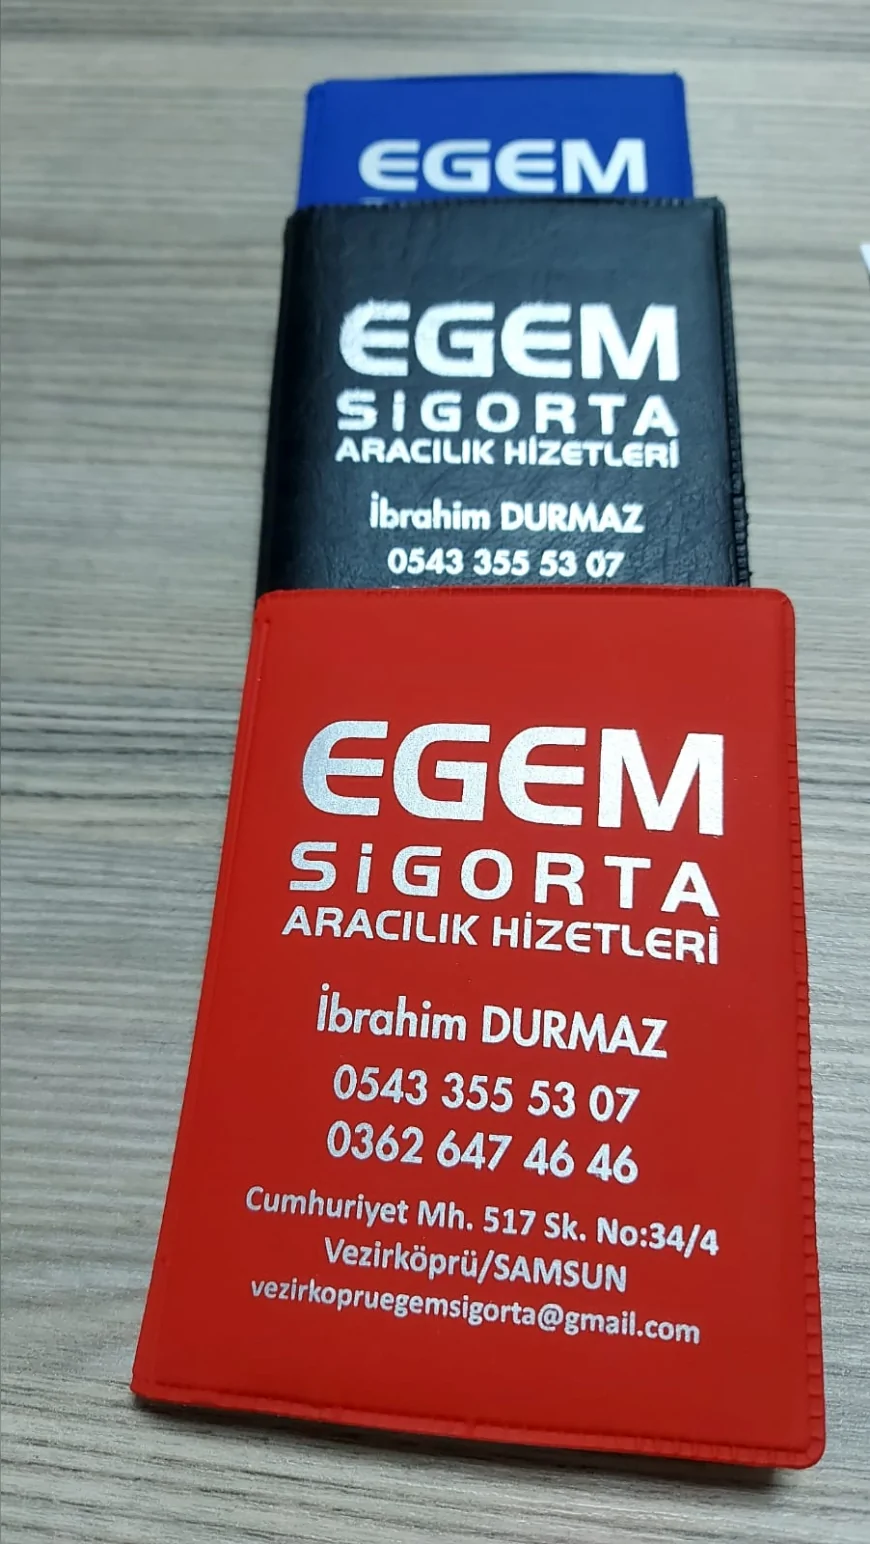 EGEM
EGEM
SİGORTA
ARACILIK HİZETLERİ
İbrahim DURMAZ
0543 355 53 07
EGEM
SİGORTA
ARACILIK HİZETLERİ
İbrahim DURMAZ
0543 355 53 07
0362 647 46 46
Cumhuriyet Mh. 517 Sk. No:34/4
Vezirköprü/SAMSUN
vezirkopruegemsigorta@gmail.com